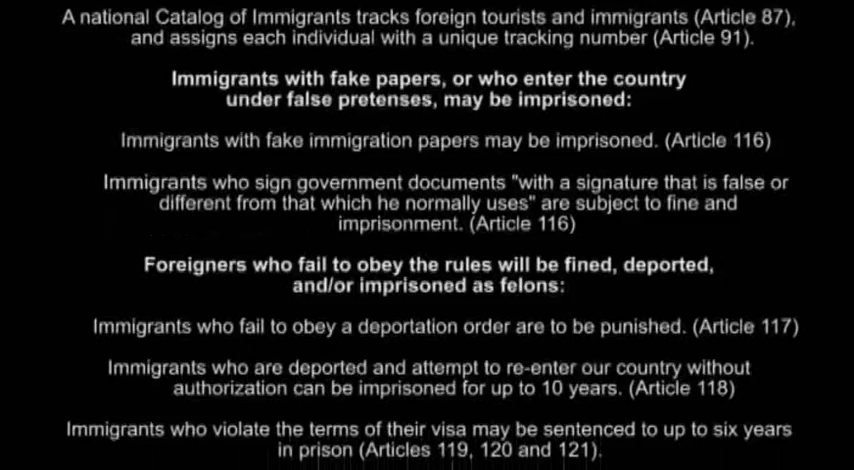 A national Catalog of Immigrants tracks foreign tourists and immigrants (Article 87),
and assigns each individual with a unique tracking number (Article 91).
Immigrants with fake papers, or who enter the country
under false pretenses, may be imprisoned:
Immigrants with fake immigration papers may be imprisoned. (Article 116)
Immigrants who sign government documents "with a signature that is false or
different from that which he normally uses" are subject to fine and
imprisonment. (Article 116)
Foreigners who fail to obey the rules will be fined, deported,
and/or imprisoned as felons:
Immigrants who fail to obey a deportation order are to be punished. (Article 117)
Immigrants who are deported and attempt to re-enter our country without
authorization can be imprisoned for up to 10 years. (Article 118)
Immigrants who violate the terms of their visa may be sentenced to up to six years
in prison (Articles 119, 120 and 121).